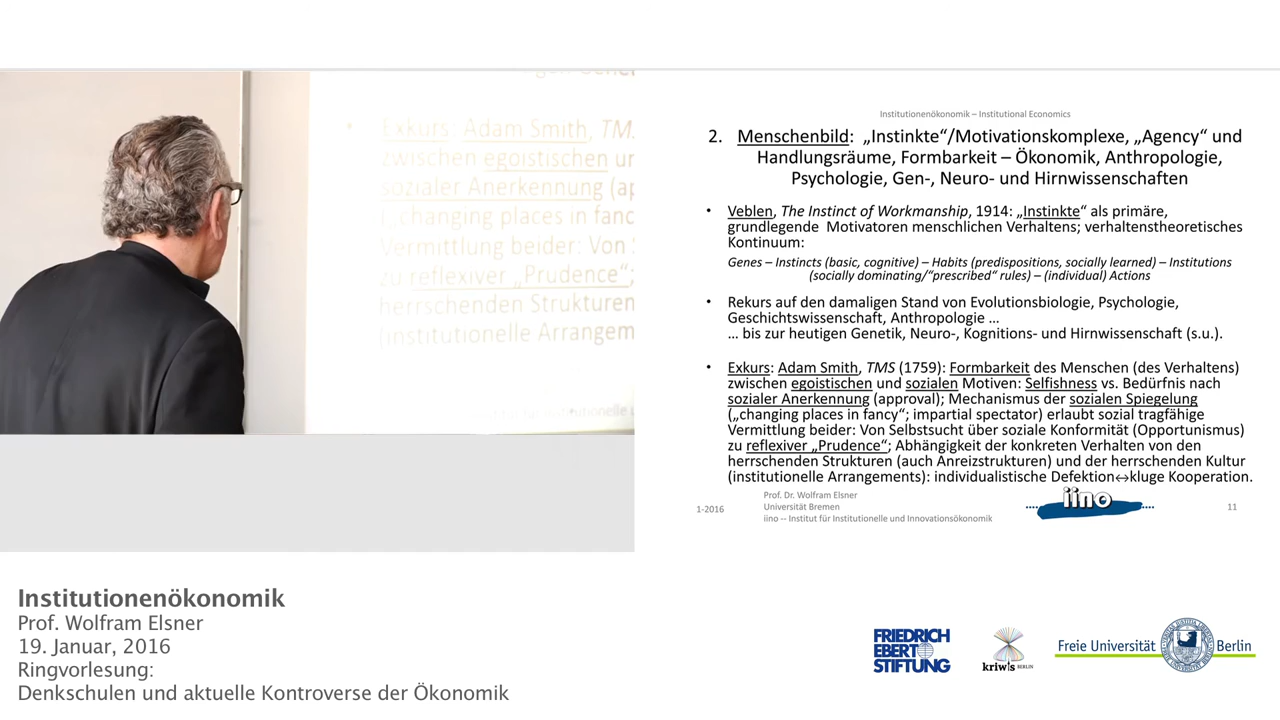 Exkurs: Adam Smith, TM.
zwischen egoistischen ur
sozialer Anerkennung (ap
(„changing places in fanc
Vermittlung beider: Von S
zu reflexiver „Prudence“;
herrschenden Strukturen
(institutionelle Arrangem
Institutionenökonomik – Institutional Economics
2. Menschenbild: „Instinkte“/Motivationskomplexe, „Agency“ und
Handlungsräume, Formbarkeit – Ökonomik, Anthropologie,
Psychologie, Gen-, Neuro- und Hirnwissenschaften
• Veblen, The Instinct of Workmanship, 1914: „Instinkte“ als primäre,
grundlegende Motivatoren menschlichen Verhaltens; verhaltenstheoretisches
Kontinuum:
Genes – Instincts (basic, cognitive) – Habits (predispositions, socially learned) – Institutions
(socially dominating/“prescribed“ rules) – (individual) Actions
• Rekurs auf den damaligen Stand von Evolutionsbiologie, Psychologie,
Geschichtswissenschaft, Anthropologie …
… bis zur heutigen Genetik, Neuro-, Kognitions- und Hirnwissenschaft (s.u.).
• Exkurs: Adam Smith, TMS (1759): Formbarkeit des Menschen (des Verhaltens)
zwischen egoistischen und sozialen Motiven: Selfishness vs. Bedürfnis nach
sozialer Anerkennung (approval); Mechanismus der sozialen Spiegelung
(„changing places in fancy“; impartial spectator) erlaubt sozial tragfähige
Vermittlung beider: Von Selbstsucht über soziale Konformität (Opportunismus)
zu reflexiver „Prudence“; Abhängigkeit der konkreten Verhalten von den
herrschenden Strukturen (auch Anreizstrukturen) und der herrschenden Kultur
(institutionelle Arrangements): individualistische Defektion↔kluge Kooperation.
1-2016
Prof. Dr. Wolfram Elsner
Universität Bremen
iino -- Institut für Institutionelle und Innovationsökonomik
iino
11
Institutionenökonomik
Prof. Wolfram Elsner
19. Januar, 2016
Ringvorlesung:
Denkschulen und aktuelle Kontroverse der Ökonomik
FRIEDRICH
EBERT
STIFTUNG
kriwis BERLIN
Freie Universität Berlin